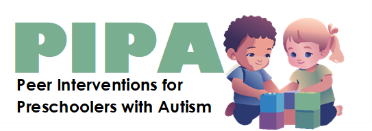 PIPA
Peer Interventions for
Preschoolers with Autism